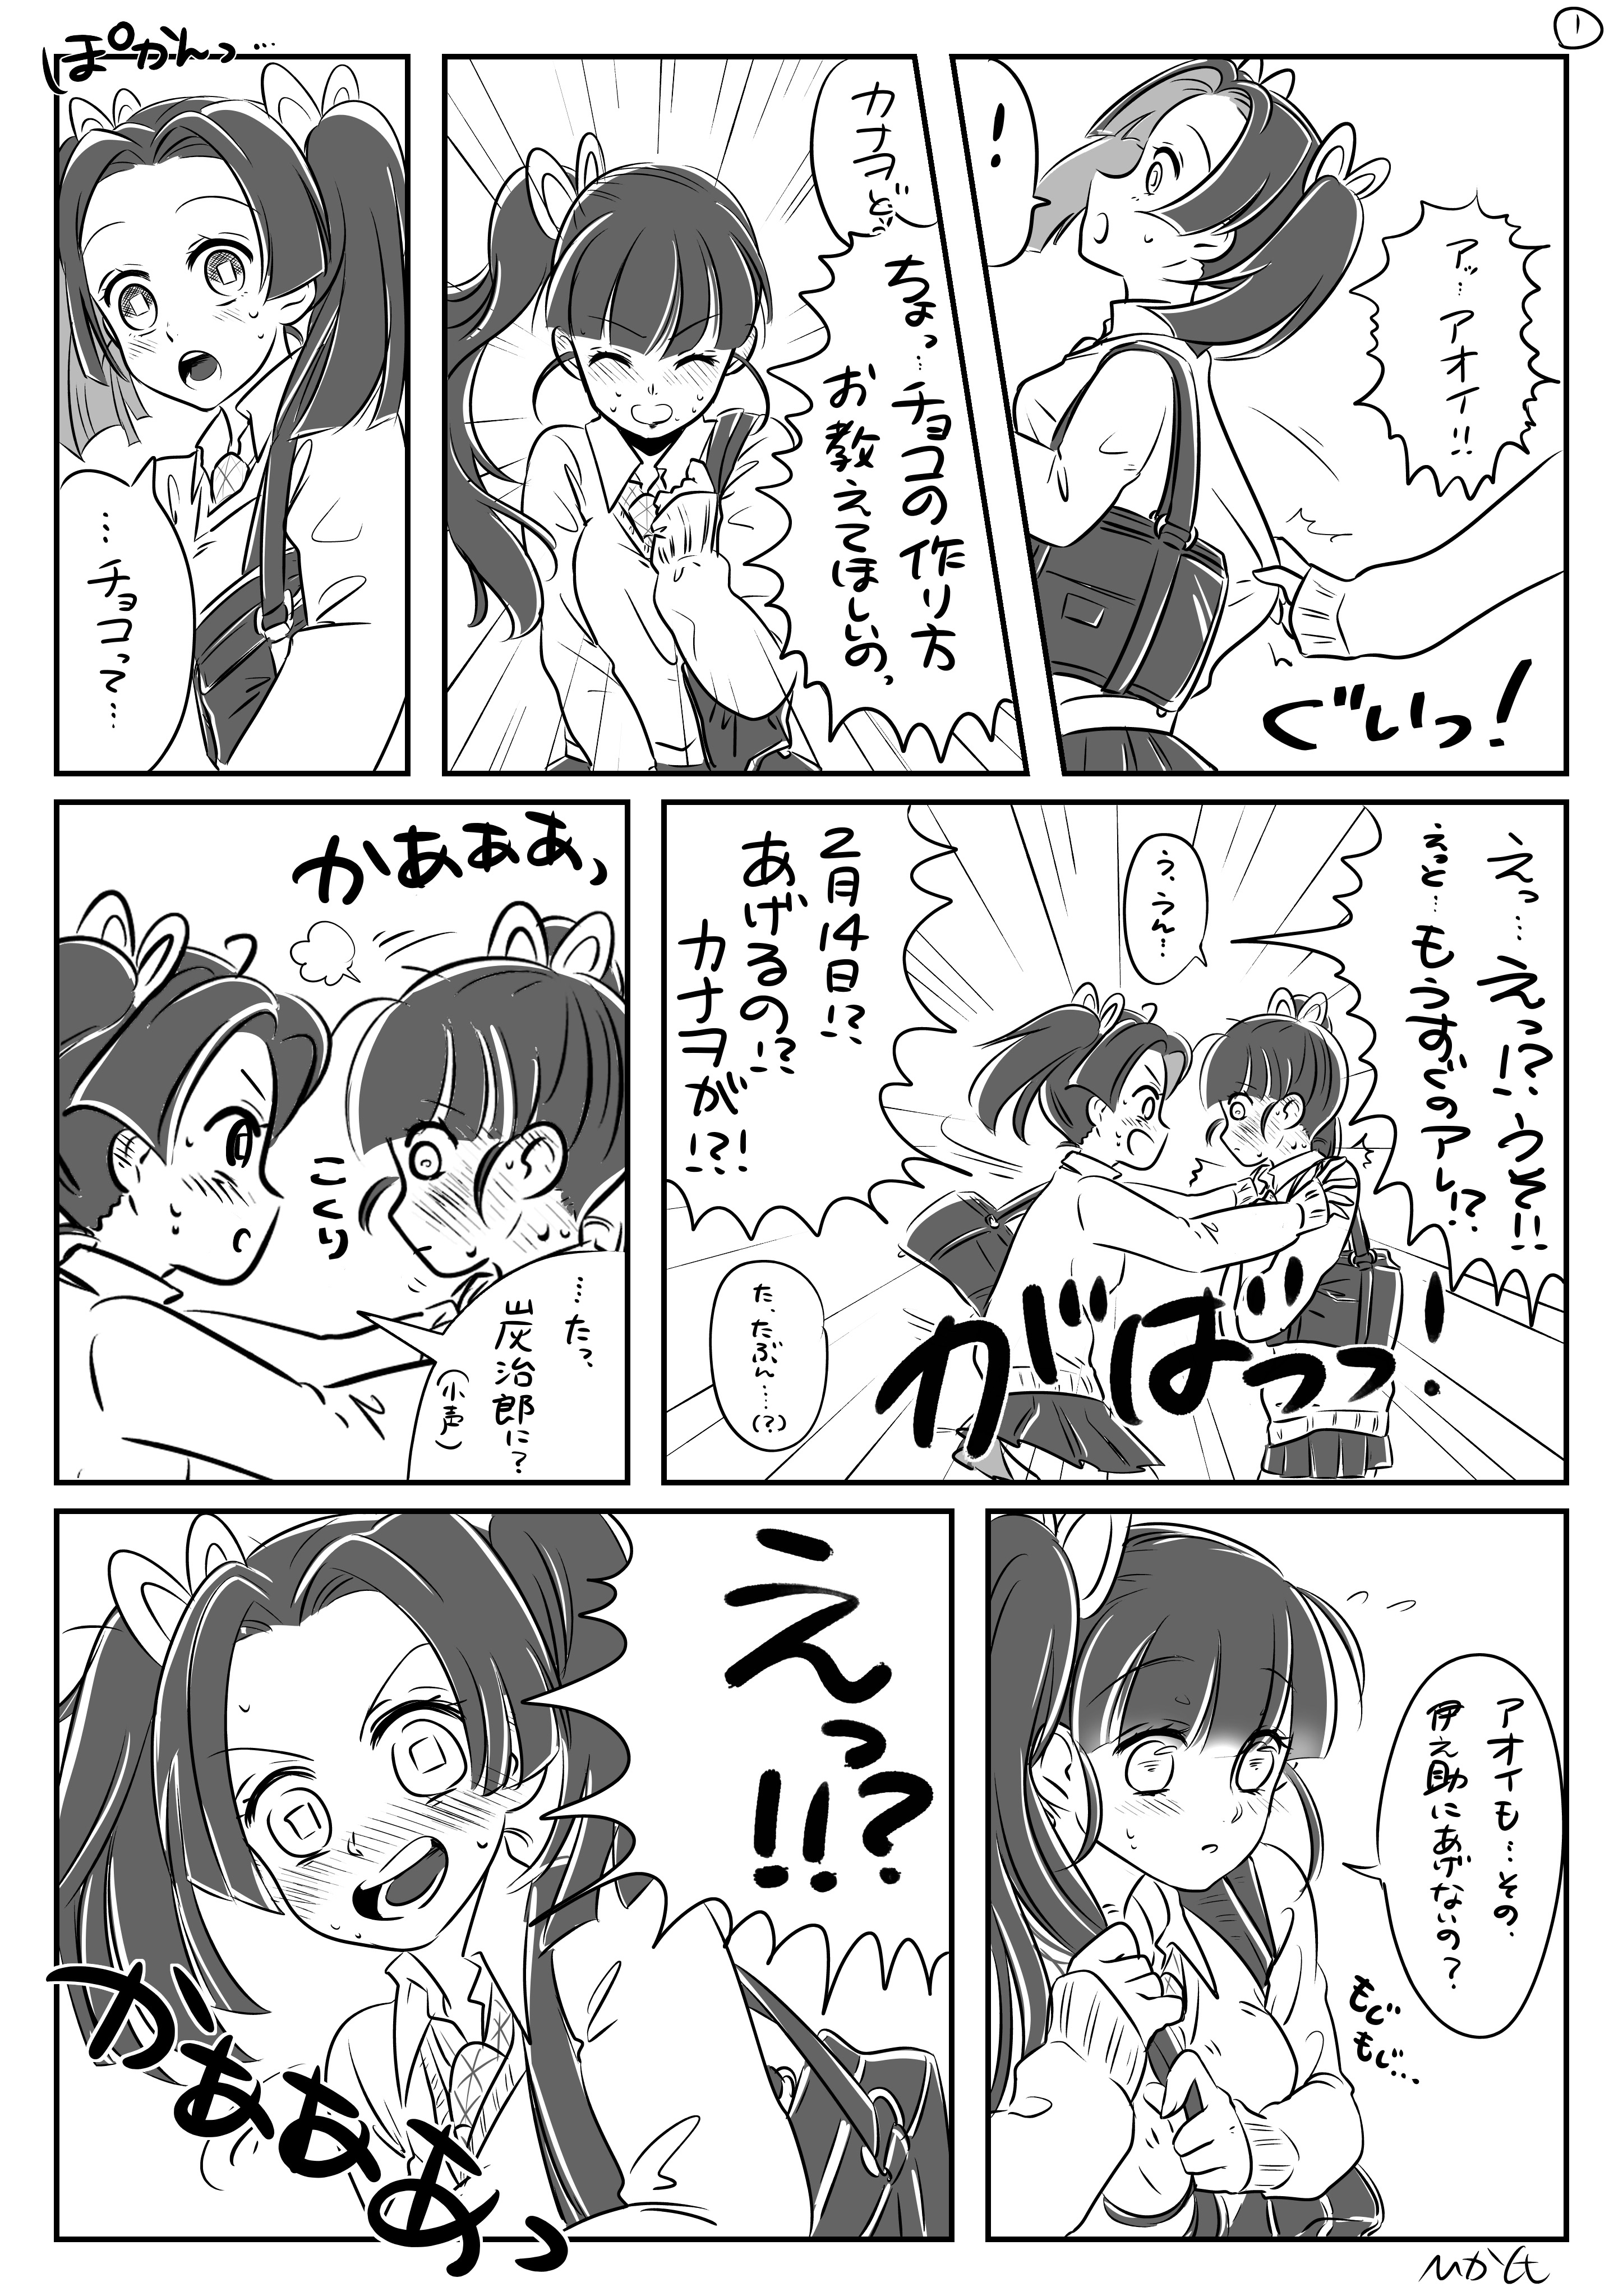 ①
アッ…アオイ!!
!
ぐいっ!
カナヲど…
ちょっ…チョコの作り方
お教えてほしいのっ
ぽかんっ…
…チョコって…
えっ…えっ!?うそ!!
えっと…もうすぐのアレ!?
う、うん…
2月14日!?
あげるの!?
カナヲが!?!
た、たぶん……(?)
がばっっ!
かあああっ
こくり
…たっ、
炭治郎に?
(小声)
アオイも…その、
伊之助にあげないの?
もじ
もじ…
えっ!!?
かあああっ